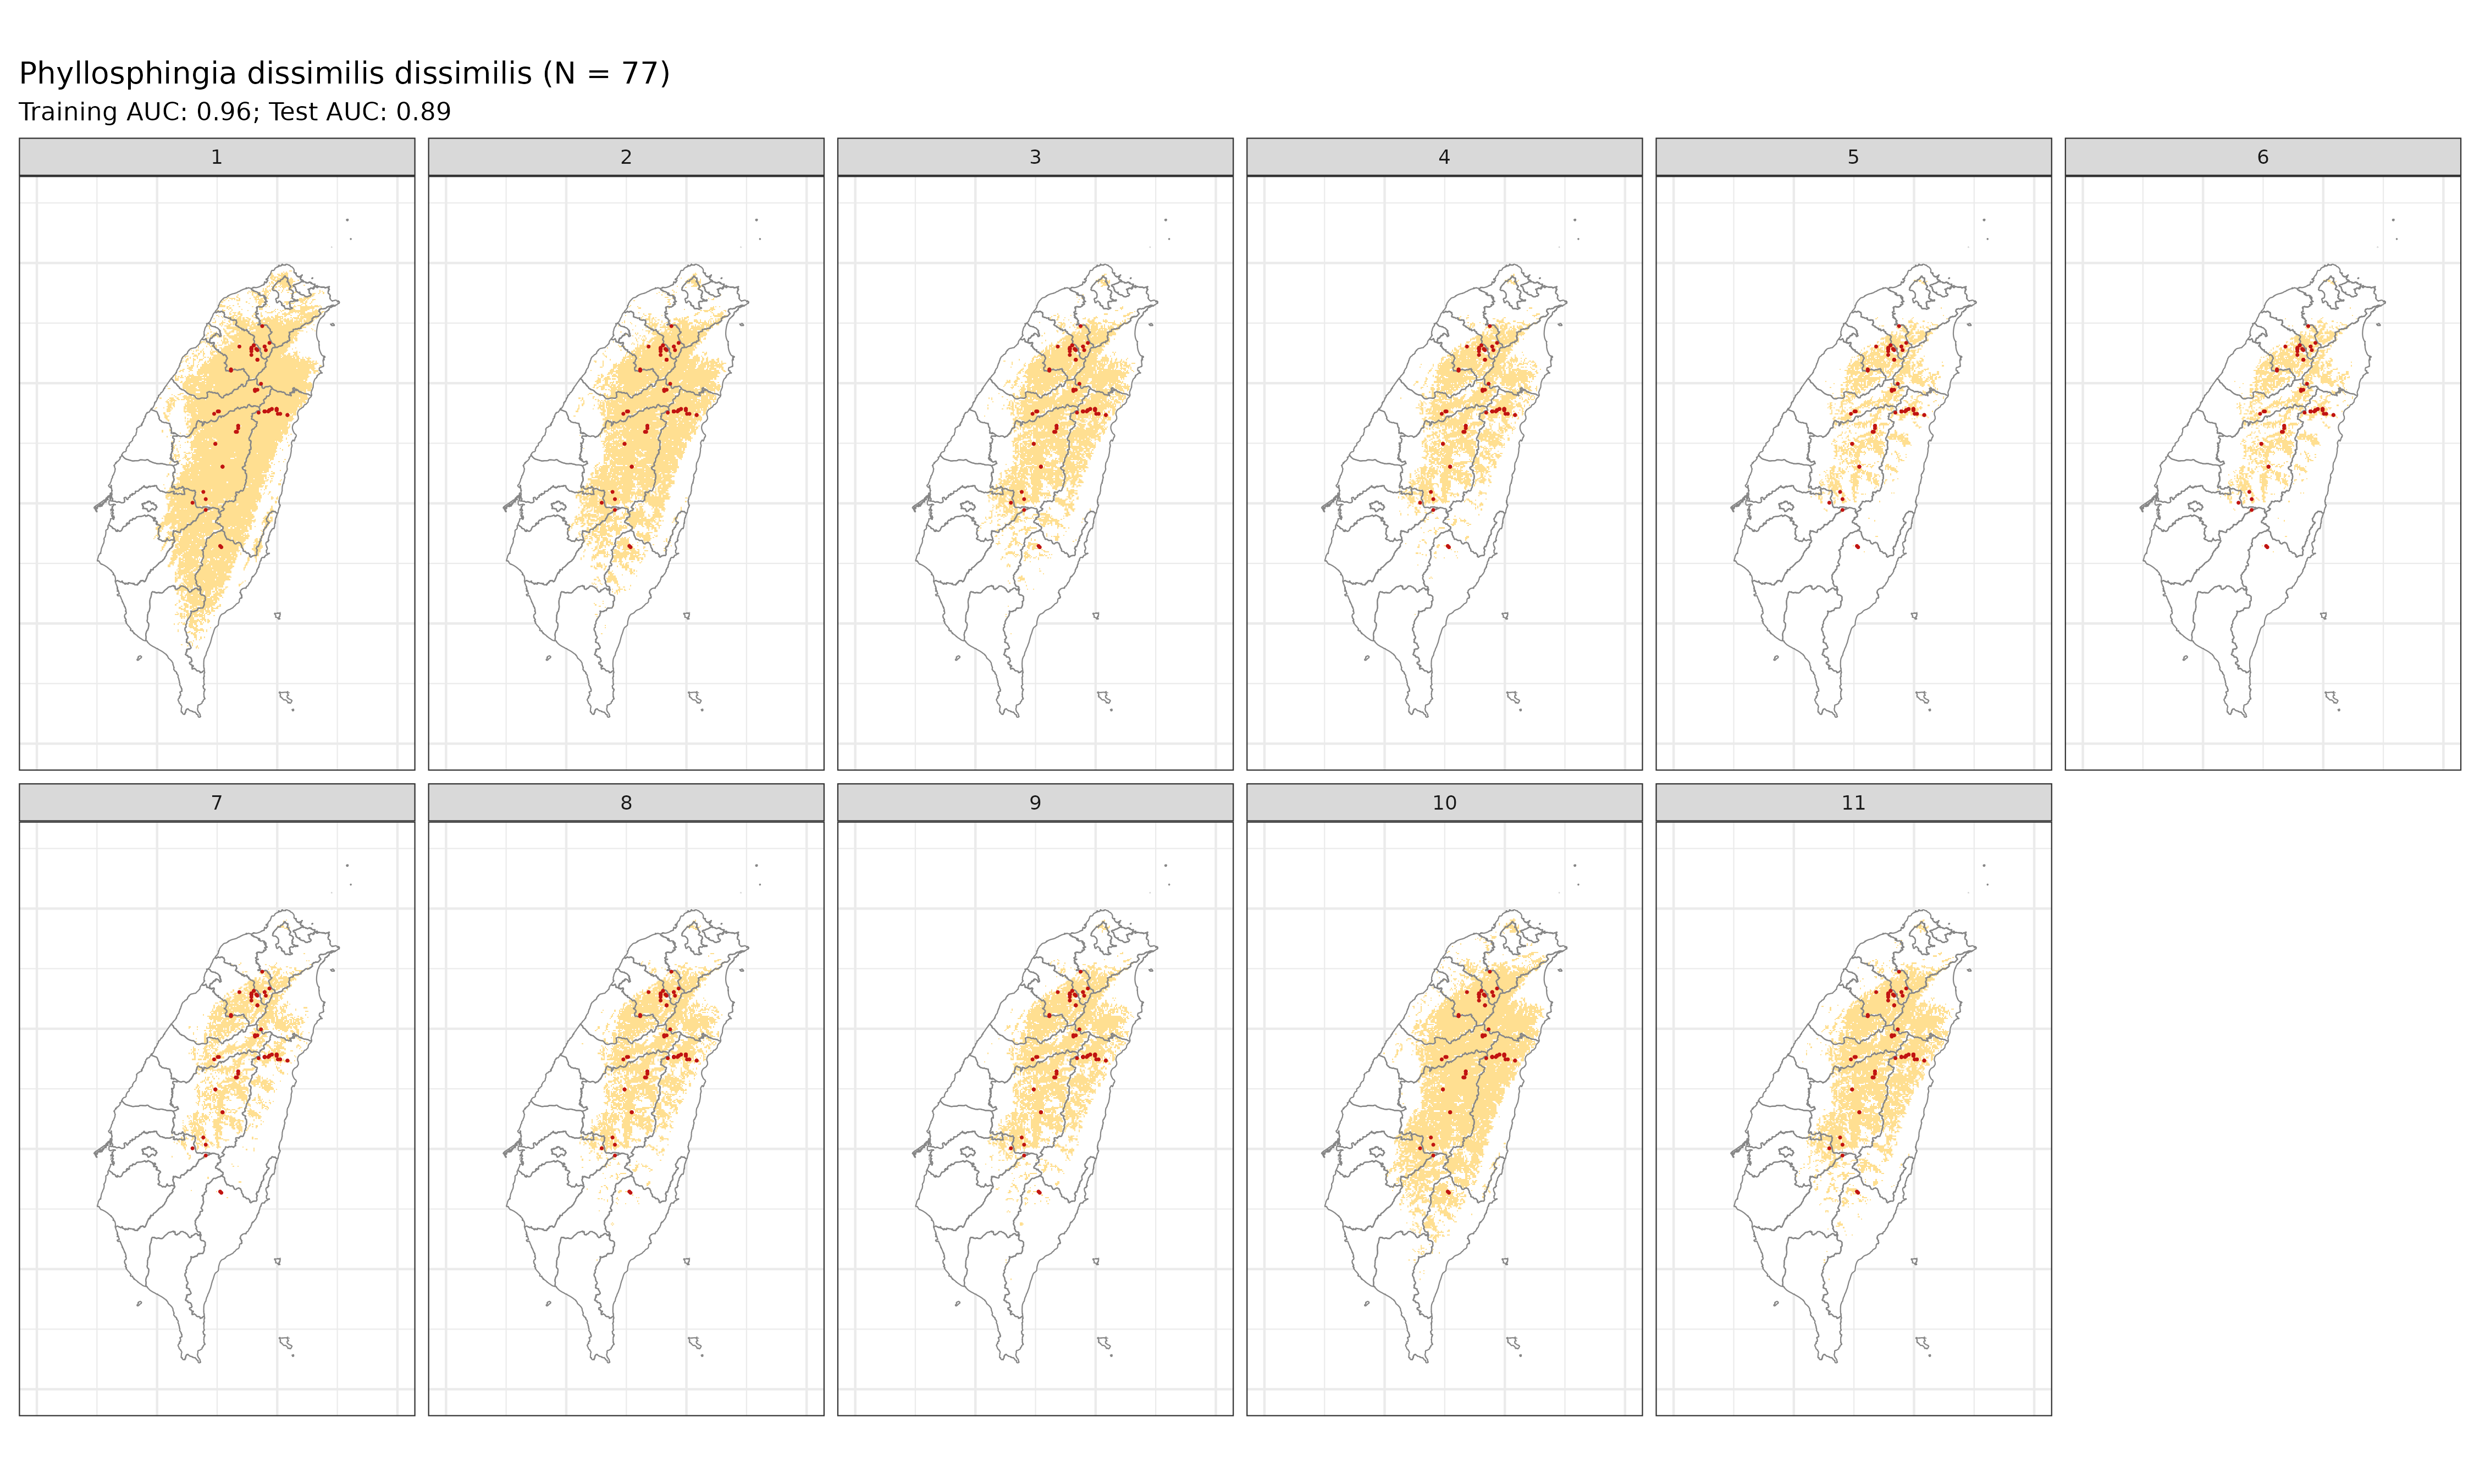 Phyllosphingia dissimilis dissimilis (N = 77)
Training AUC: 0.96; Test AUC: 0.89
1 2 3 4 5 6
7 8 9 10 11